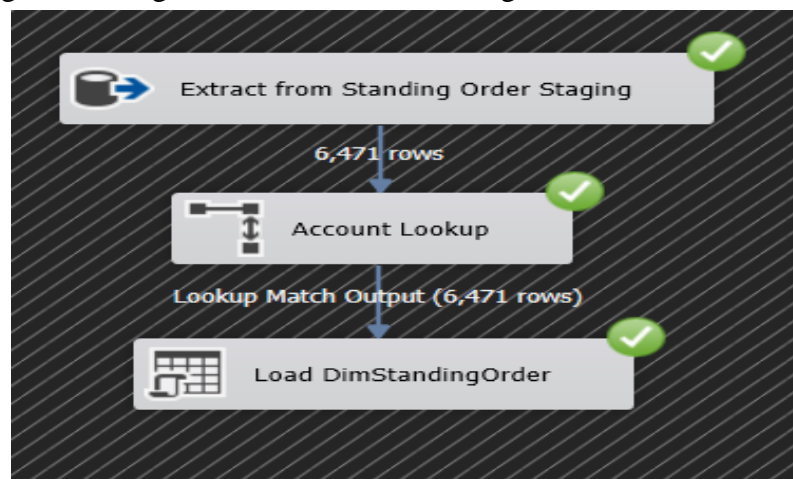 Extract from Standing Order Staging
6,471 rows
Account Lookup
Lookup Match Output (6,471 rows)
Load DimStandingOrder